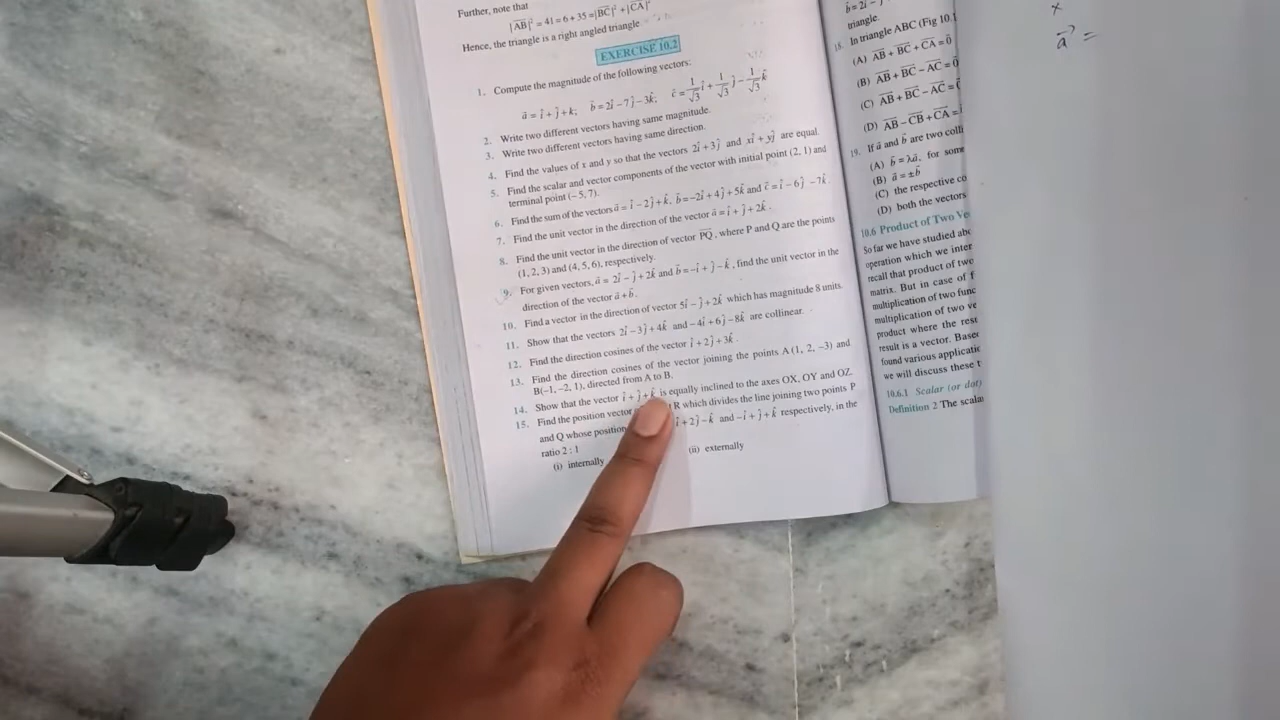 Further, note that
|AB⃗|² = 41 = 6 + 35 = |BC⃗|² + |CA⃗|²
Hence, the triangle is a right angled triangle.
EXERCISE 10.2
1. Compute the magnitude of the following vectors:
a⃗ = î + ĵ + k; b⃗ = 2î − 7ĵ − 3k̂; c⃗ = 1/√3 î + 1/√3 ĵ − 1/√3 k̂
2. Write two different vectors having same magnitude.
3. Write two different vectors having same direction.
4. Find the values of x and y so that the vectors 2î + 3ĵ and xî + yĵ are equal.
5. Find the scalar and vector components of the vector with initial point (2, 1) and
terminal point (– 5, 7).
6. Find the sum of the vectors a⃗ = î − 2ĵ + k̂, b⃗ = −2î + 4ĵ + 5k̂ and c⃗ = î − 6ĵ − 7k̂.
7. Find the unit vector in the direction of the vector a⃗ = î + ĵ + 2k̂.
8. Find the unit vector in the direction of vector PQ⃗, where P and Q are the points
(1, 2, 3) and (4, 5, 6), respectively.
9. For given vectors, a⃗ = 2î − ĵ + 2k̂ and b⃗ = −î + ĵ − k̂, find the unit vector in the
direction of the vector a⃗ + b⃗.
10. Find a vector in the direction of vector 5î − ĵ + 2k̂ which has magnitude 8 units.
11. Show that the vectors 2î − 3ĵ + 4k̂ and −4î + 6ĵ − 8k̂ are collinear.
12. Find the direction cosines of the vector î + 2ĵ + 3k̂.
13. Find the direction cosines of the vector joining the points A (1, 2, –3) and
B(–1, –2, 1), directed from A to B.
14. Show that the vector î + ĵ + k̂ is equally inclined to the axes OX, OY and OZ.
15. Find the position vector R which divides the line joining two points P
and Q whose position î + 2ĵ − k̂ and −î + ĵ + k̂ respectively, in the
ratio 2 : 1
(i) internally (ii) externally
b⃗ = 2î −
triangle.
18. In triangle ABC (Fig 10.1
(A) AB⃗ + BC⃗ + CA⃗ = 0⃗
(B) AB⃗ + BC⃗ − AC⃗ = 0
(C) AB⃗ + BC⃗ − AC⃗ =
(D) AB⃗ − CB⃗ + CA⃗ =
19. If a⃗ and b⃗ are two colli
(A) b⃗ = λa⃗, for some
(B) a⃗ = ±b⃗
(C) the respective co
(D) both the vectors
10.6 Product of Two Ve
So far we have studied abo
operation which we inter
recall that product of two
matrix. But in case of f
multiplication of two func
multiplication of two ve
product where the resu
result is a vector. Based
found various applicatio
we will discuss these t
10.6.1 Scalar (or dot)
Definition 2 The scala
x
a⃗ =